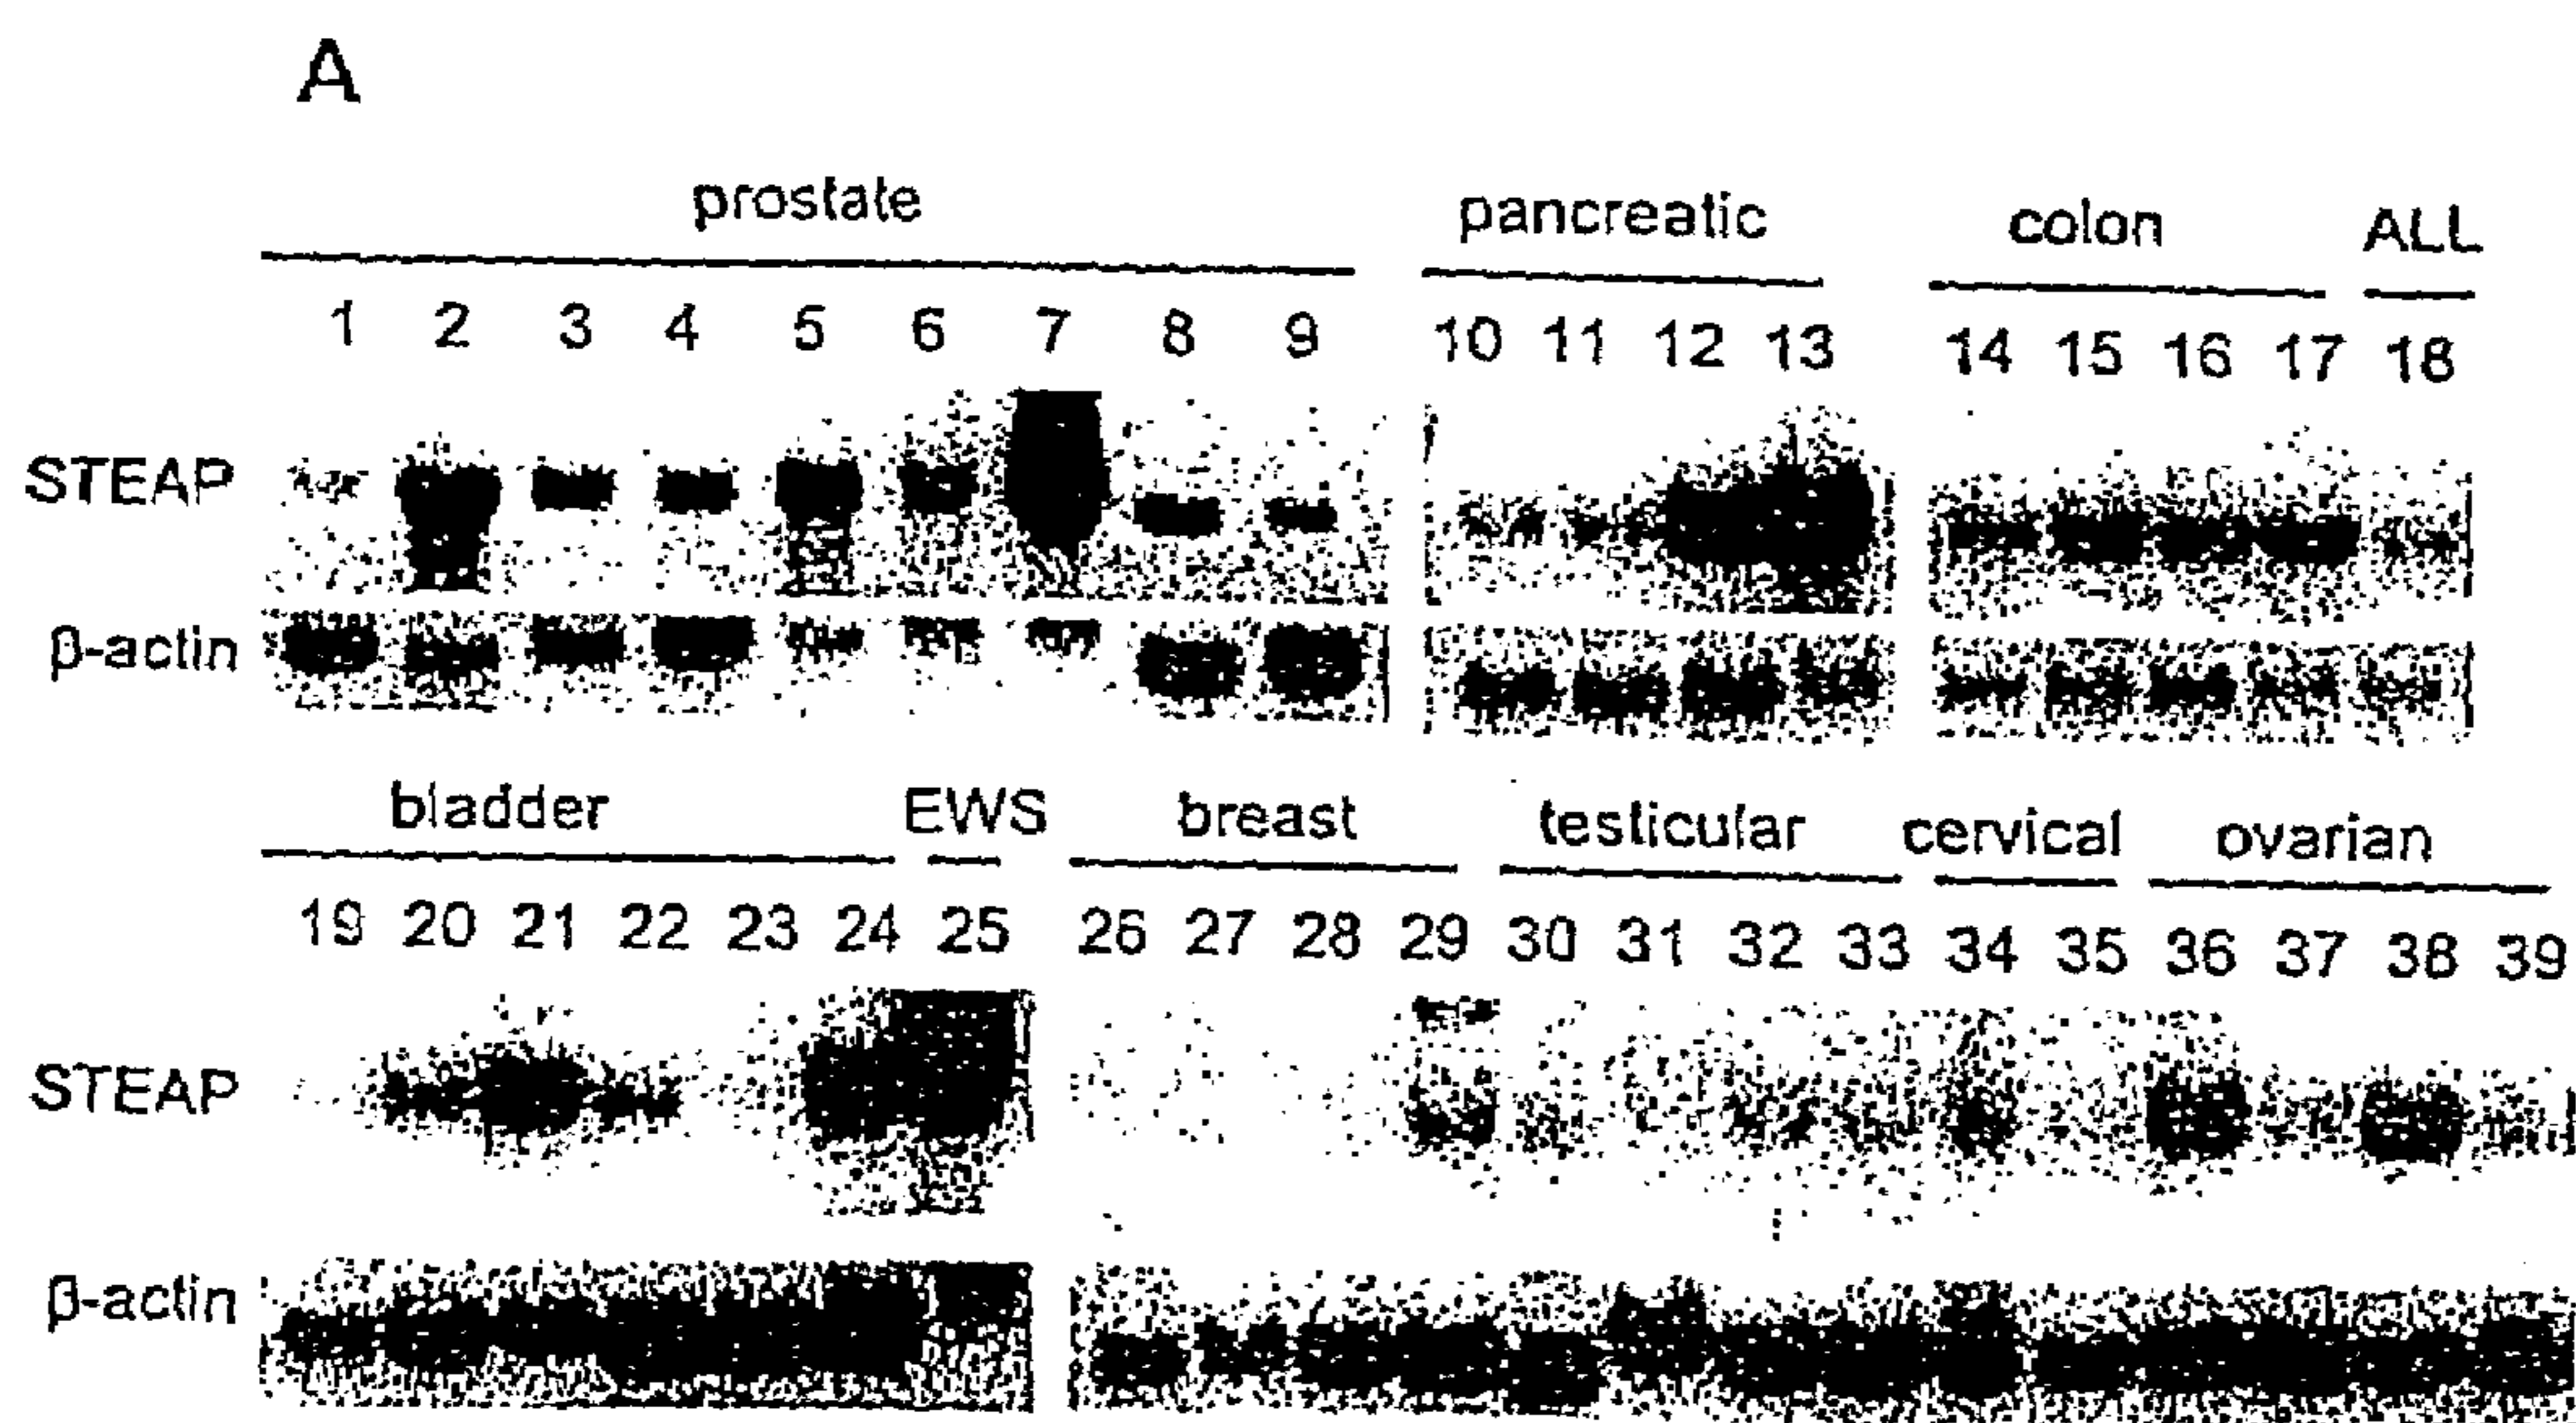 A
prostate pancreatic colon ALL
1 2 3 4 5 6 7 8 9 10 11 12 13 14 15 16 17 18
STEAP
β-actin
bladder EWS breast testicular cervical ovarian
19 20 21 22 23 24 25 26 27 28 29 30 31 32 33 34 35 36 37 38 39
STEAP
β-actin